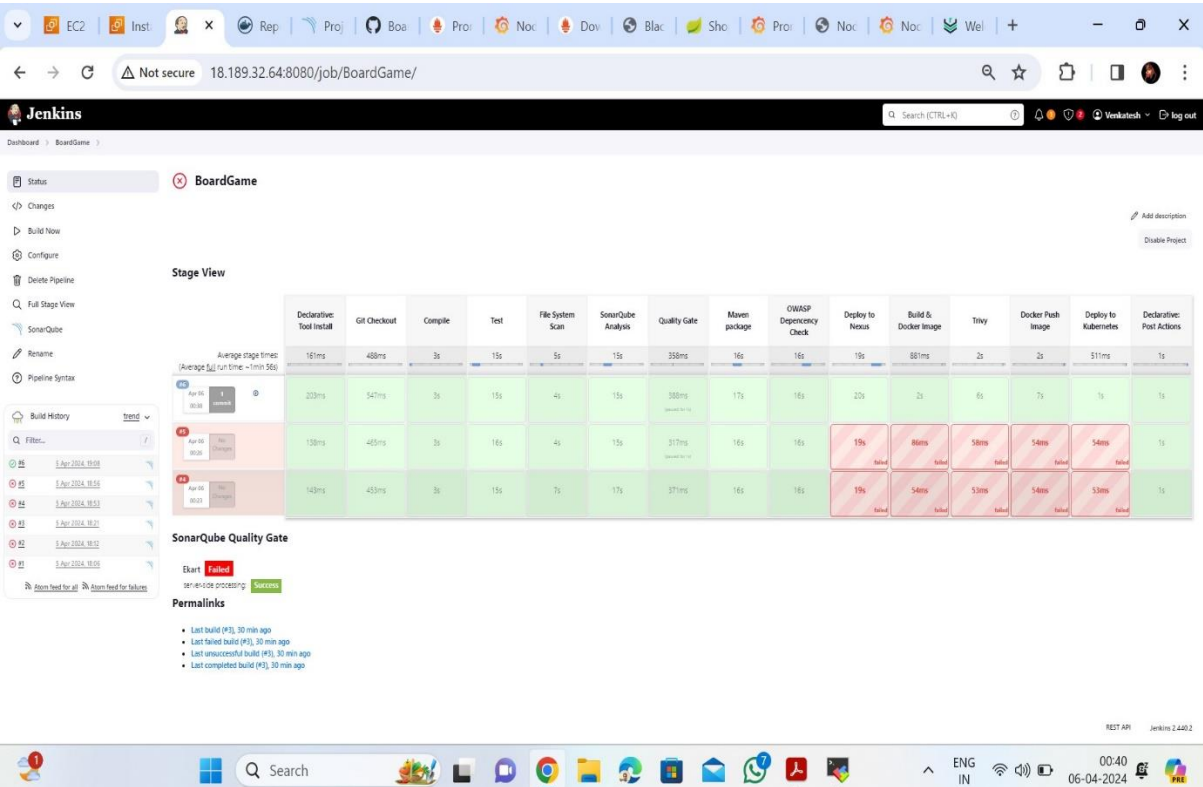 EC2
Inst
Rep
Proj
Boa
Pro
Noc
Dov
Blac
Sho
Pro
Noc
Noc
Wel
Not secure 18.189.32.64:8080/job/BoardGame/
Jenkins
Search (CTRL+K)
Venkatesh
log out
Dashboard > BoardGame >
Status
Changes
Build Now
Configure
Delete Pipeline
Full Stage View
SonarQube
Rename
Pipeline Syntax
Build History trend
Filter...
#6 5 Apr 2024, 19:08
#5 5 Apr 2024, 18:56
#4 5 Apr 2024, 18:53
#3 5 Apr 2024, 18:21
#2 5 Apr 2024, 18:12
#1 5 Apr 2024, 18:06
Atom feed for all Atom feed for failures
BoardGame
Add description
Disable Project
Stage View
Declarative: Tool Install
Git Checkout
Compile
Test
File System Scan
SonarQube Analysis
Quality Gate
Maven package
OWASP Depencency Check
Deploy to Nexus
Build & Docker Image
Trivy
Docker Push Image
Deploy to Kubernetes
Declarative: Post Actions
Average stage times: 161ms 488ms 3s 15s 5s 15s 358ms 16s 16s 19s 881ms 2s 2s 511ms 1s
(Average full run time: ~1min 56s)
#6 Apr 06 00:38 1 commit 203ms 547ms 3s 15s 4s 15s 388ms 17s 16s 20s 2s 6s 7s 1s 1s
#5 Apr 06 00:26 No Changes 138ms 465ms 3s 16s 4s 15s 317ms 16s 16s 19s failed 86ms failed 58ms failed 54ms failed 54ms failed 1s
#4 Apr 06 00:23 No Changes 143ms 453ms 3s 15s 7s 17s 371ms 16s 16s 19s failed 54ms failed 53ms failed 54ms failed 53ms failed 1s
SonarQube Quality Gate
Ekart Failed
server-side processing: Success
Permalinks
Last build (#3), 30 min ago
Last failed build (#3), 30 min ago
Last unsuccessful build (#3), 30 min ago
Last completed build (#3), 30 min ago
REST API Jenkins 2.440.2
1
Search
7
ENG
IN
00:40
06-04-2024
PRE